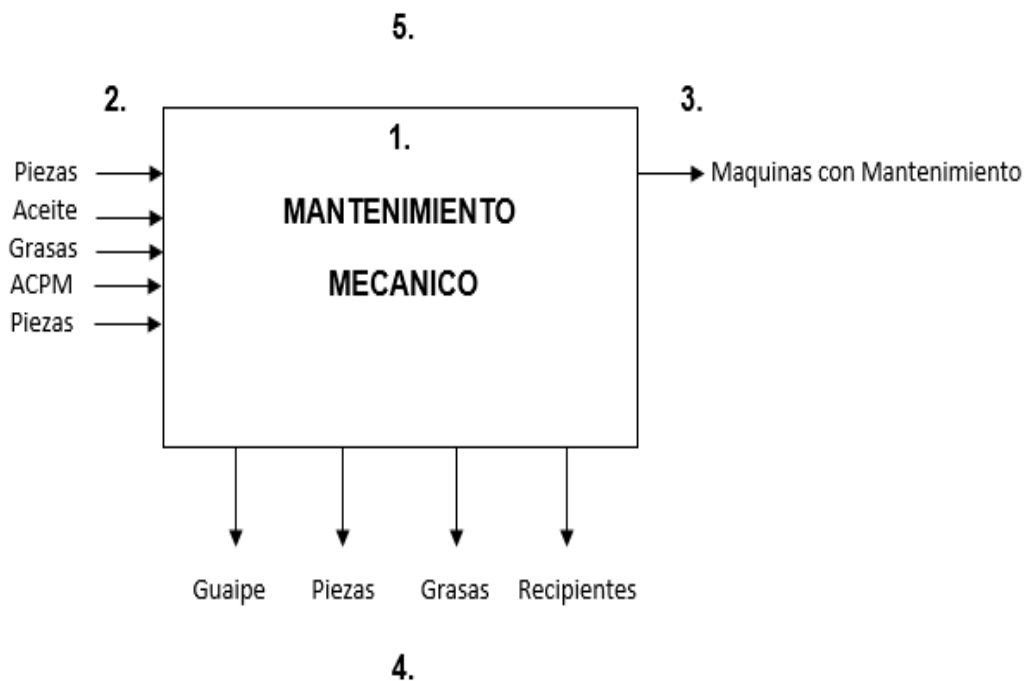 5.
2.
3.
1.
Piezas
Maquinas con Mantenimiento
Aceite
MANTENIMIENTO
Grasas
ACPM
MECANICO
Piezas
Guaipe
Piezas
Grasas
Recipientes
4.